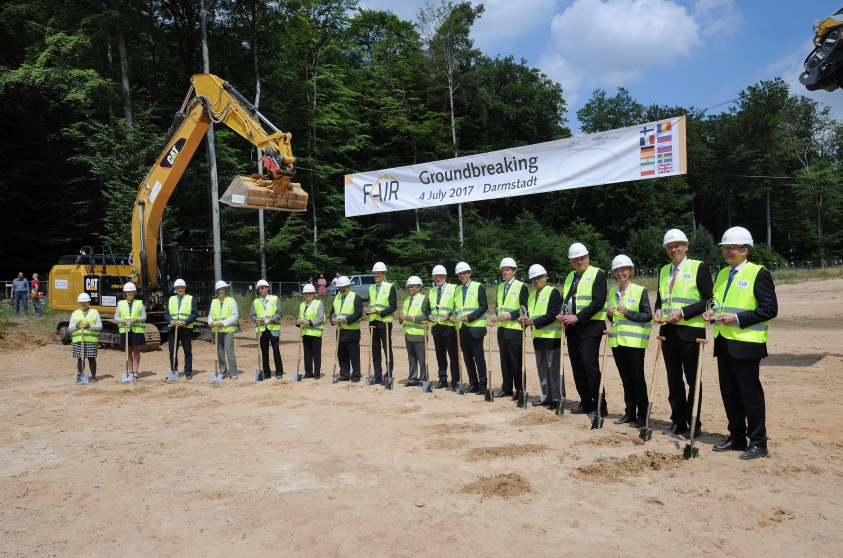 CAT
FAIR
Groundbreaking
4 July 2017 | Darmstadt
CAT